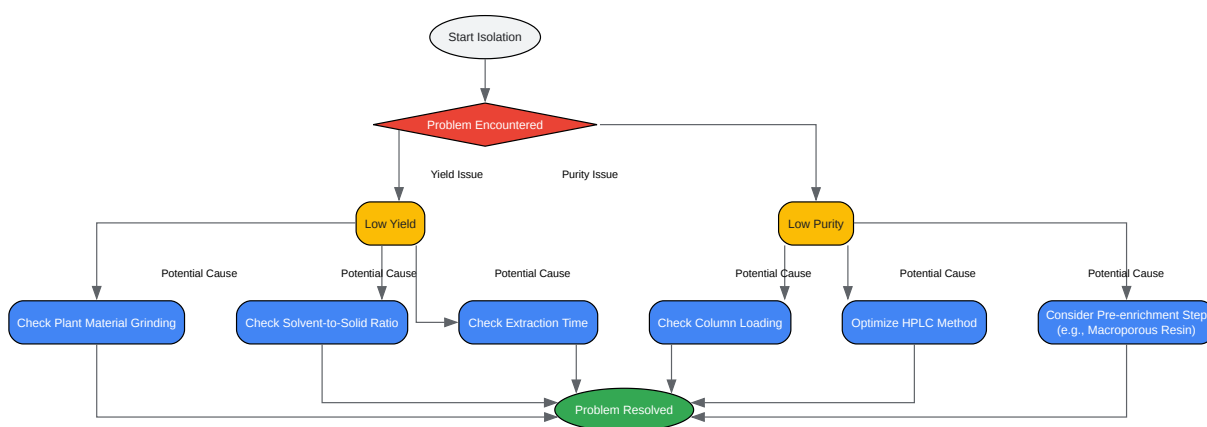 Start Isolation
Problem Encountered
Yield Issue
Purity Issue
Low Yield
Low Purity
Potential Cause
Potential Cause
Potential Cause
Potential Cause
Potential Cause
Potential Cause
Check Plant Material Grinding
Check Solvent-to-Solid Ratio
Check Extraction Time
Check Column Loading
Optimize HPLC Method
Consider Pre-enrichment Step
(e.g., Macroporous Resin)
Problem Resolved